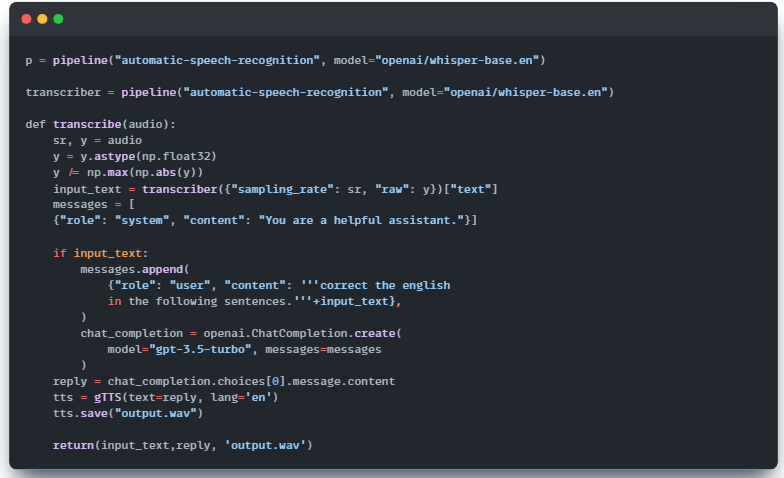 p = pipeline("automatic-speech-recognition", model="openai/whisper-base.en")
transcriber = pipeline("automatic-speech-recognition", model="openai/whisper-base.en")
def transcribe(audio):
    sr, y = audio
    y = y.astype(np.float32)
    y /= np.max(np.abs(y))
    input_text = transcriber({"sampling_rate": sr, "raw": y})["text"]
    messages = [
    {"role": "system", "content": "You are a helpful assistant."}]
    if input_text:
        messages.append(
            {"role": "user", "content": '''correct the english
            in the following sentences.'''+input_text},
        )
        chat_completion = openai.ChatCompletion.create(
            model="gpt-3.5-turbo", messages=messages
        )
    reply = chat_completion.choices[0].message.content
    tts = gTTS(text=reply, lang='en')
    tts.save("output.wav")
    return(input_text,reply, 'output.wav')